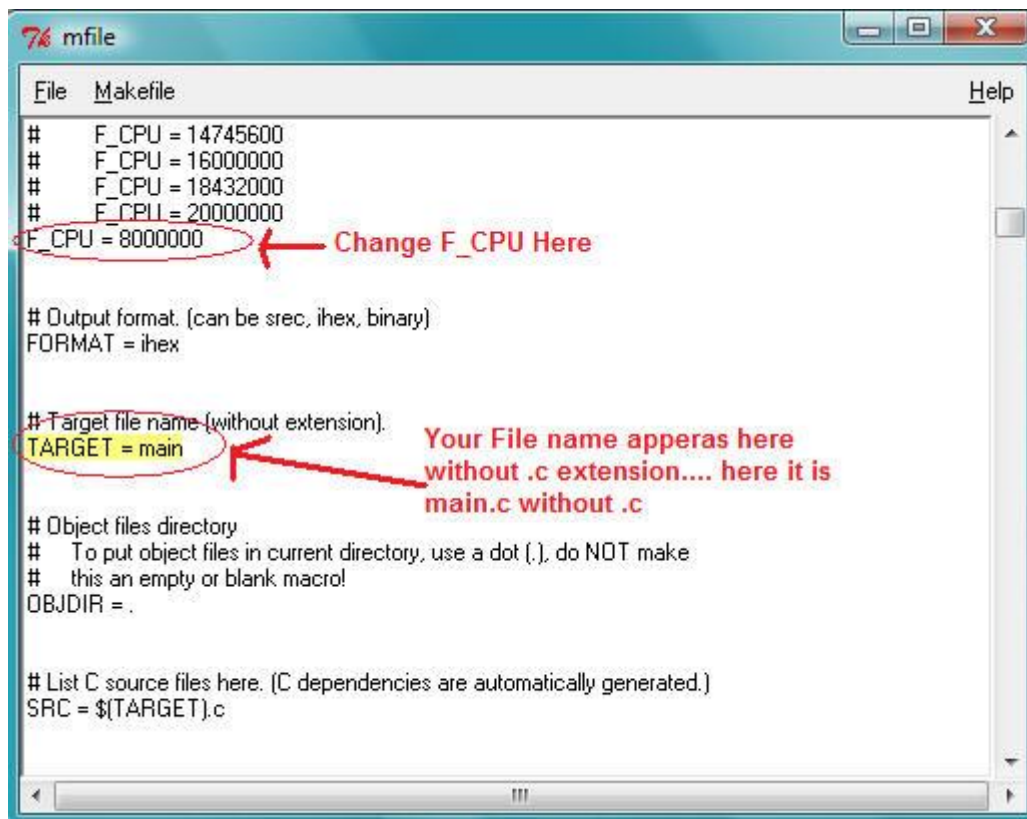 mfile
File Makefile Help
# F_CPU = 14745600
# F_CPU = 16000000
# F_CPU = 18432000
# F_CPU = 20000000
F_CPU = 8000000
Change F_CPU Here
# Output format. (can be srec, ihex, binary)
FORMAT = ihex
# Target file name (without extension).
TARGET = main
Your File name apperas here
without .c extension.... here it is
main.c without .c
# Object files directory
# To put object files in current directory, use a dot (.), do NOT make
# this an empty or blank macro!
OBJDIR = .
# List C source files here. (C dependencies are automatically generated.)
SRC = $(TARGET).c